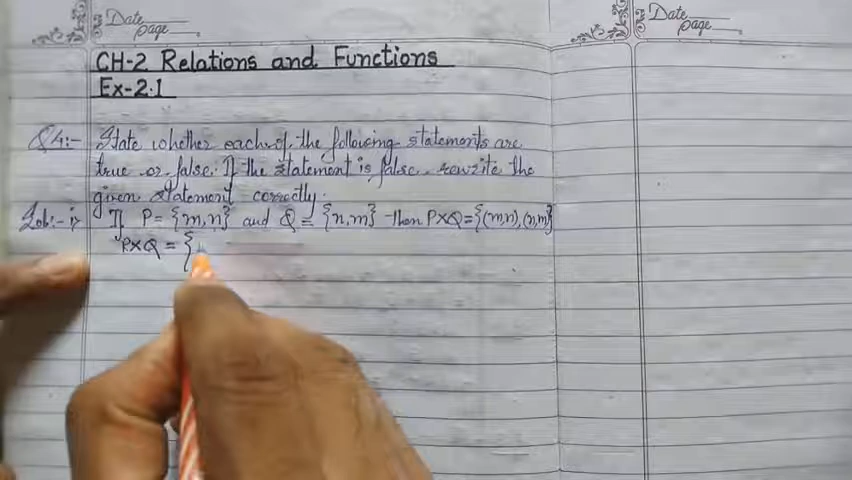 Date
Page
Date
Page
CH-2 Relations and Functions
Ex-2.1
Q4:- State whether each of the following statements are
true or false. If the statement is false, rewrite the
given statement correctly.
Sol:- i) If P = {m,n} and Q = {n,m} then PXQ={(m,n),(n,m)}
PXQ = {